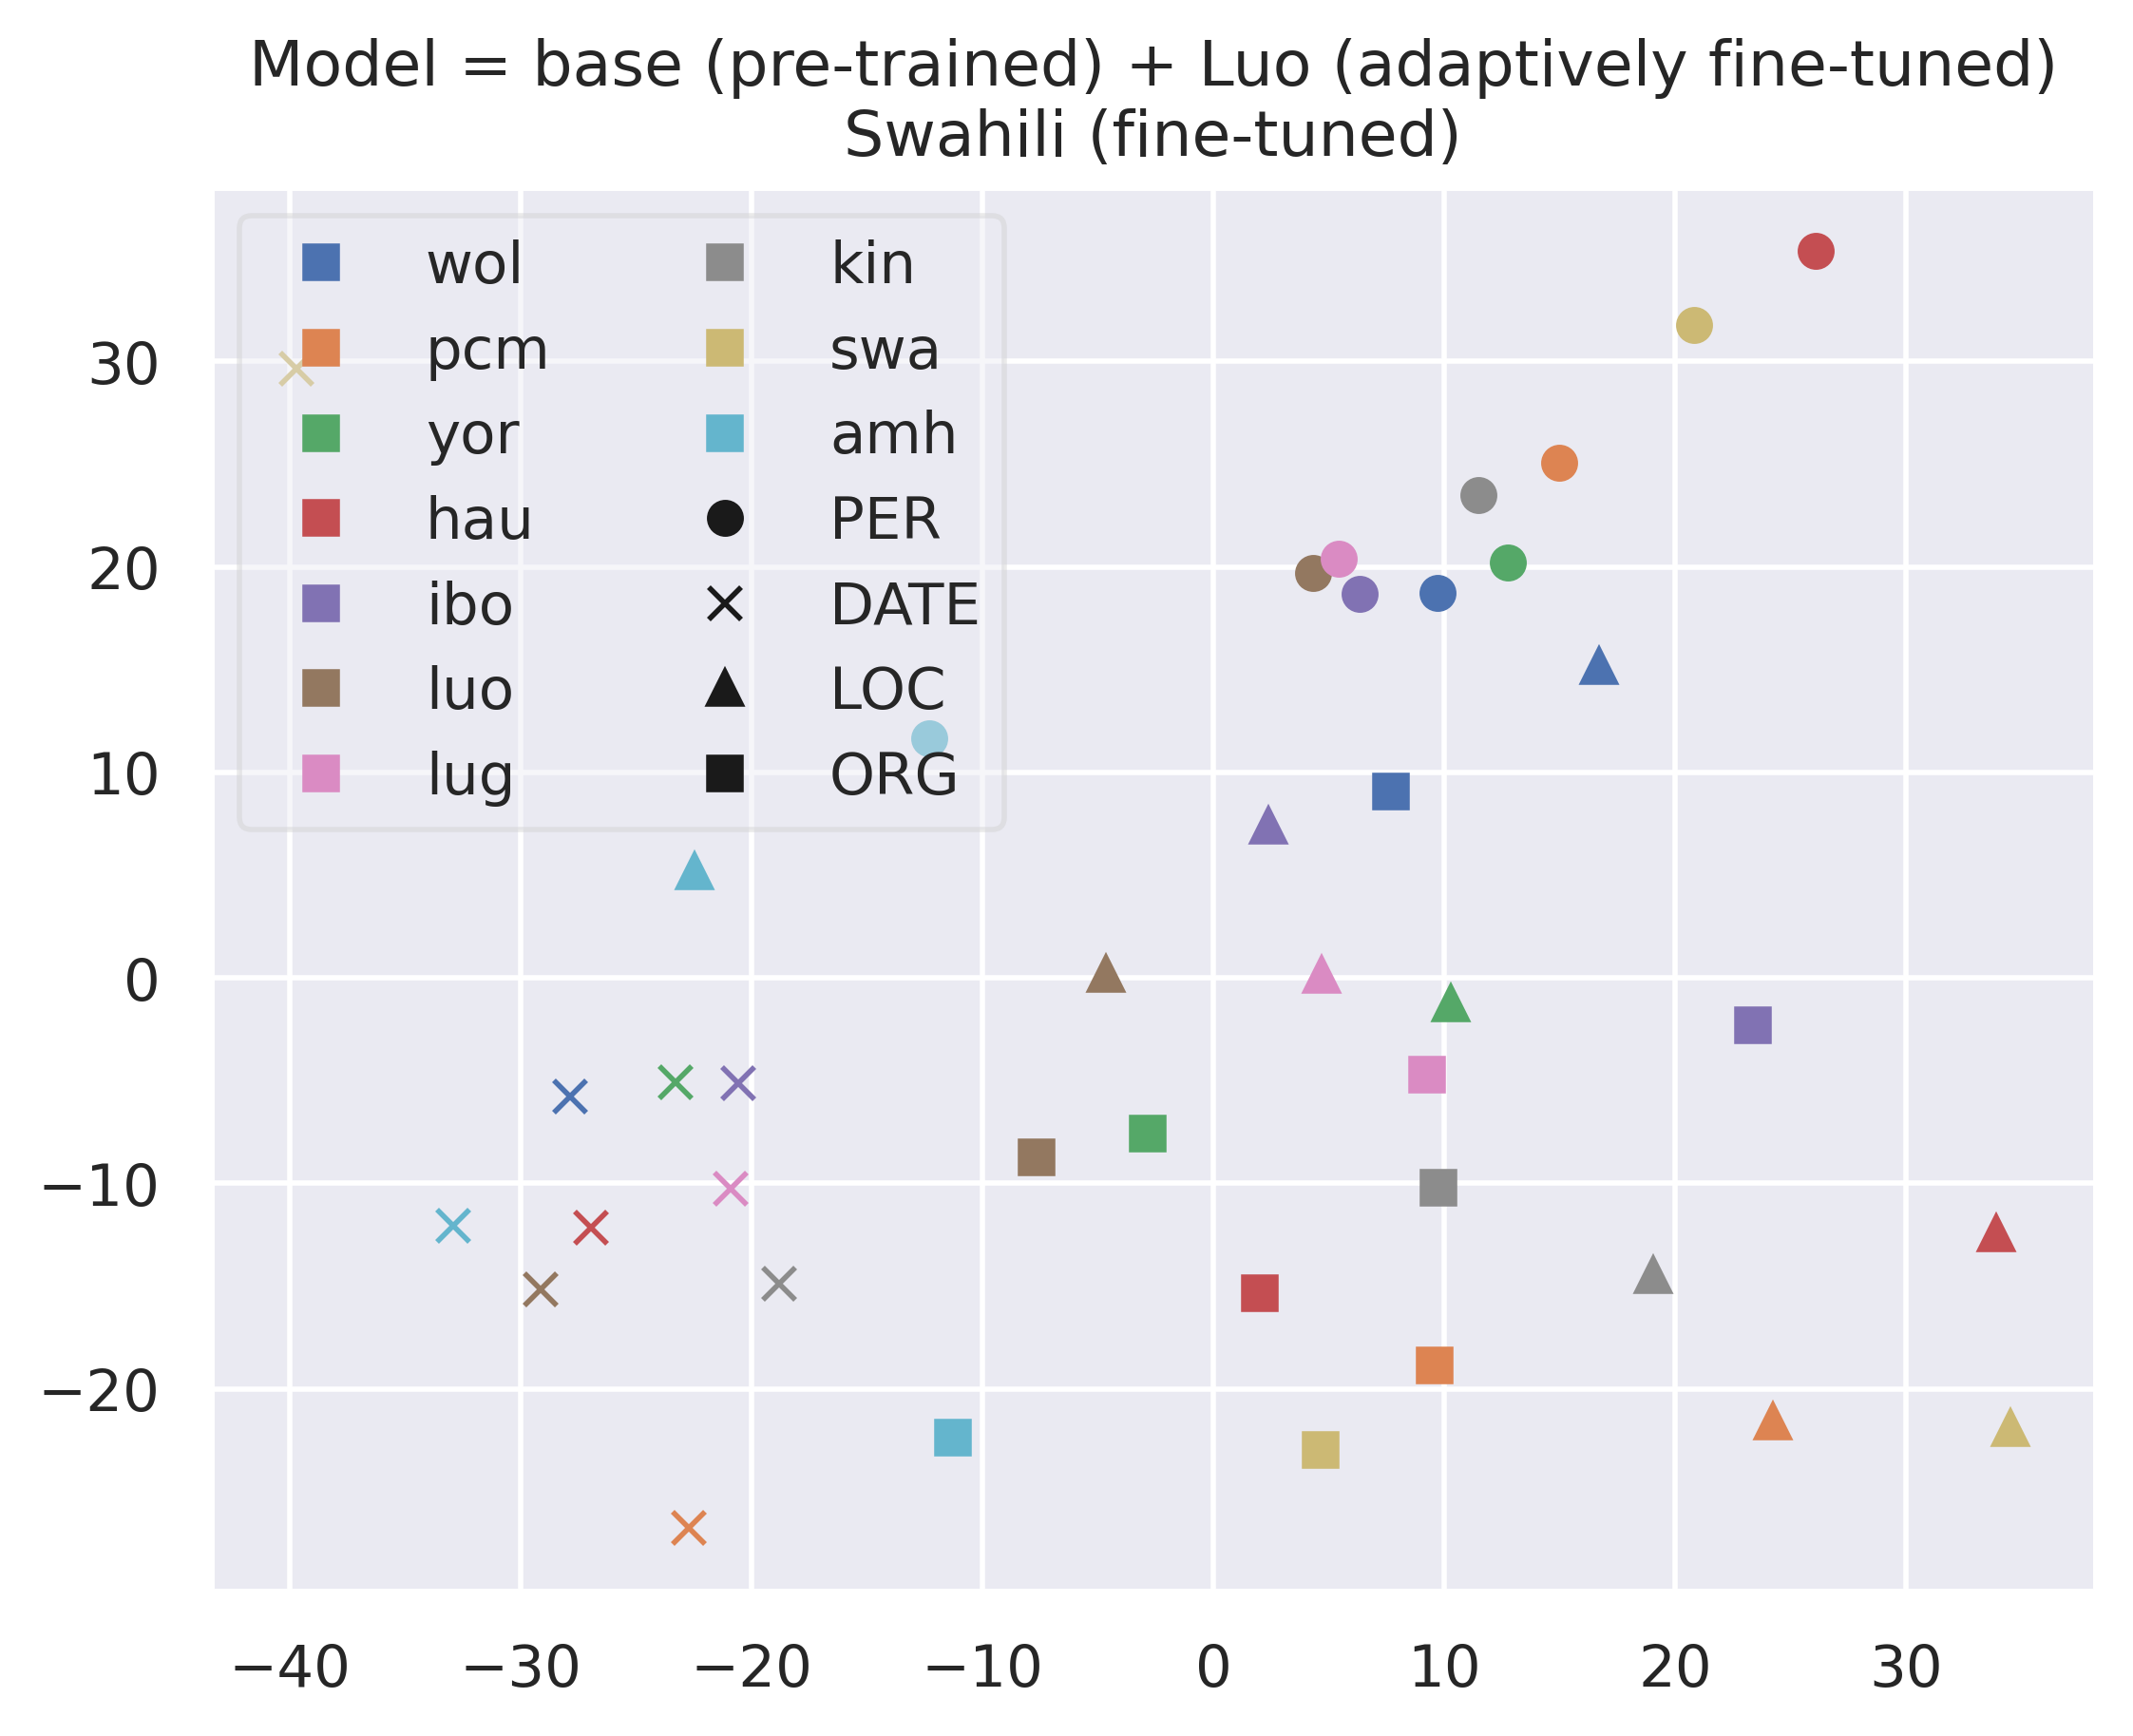 Model = base (pre-trained) + Luo (adaptively fine-tuned)
Swahili (fine-tuned)
wol
pcm
yor
hau
ibo
luo
lug
kin
swa
amh
PER
DATE
LOC
ORG
30
20
10
0
−10
−20
−40
−30
−20
−10
0
10
20
30